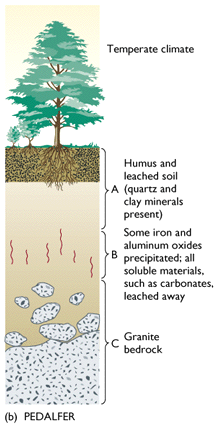 Temperate climate
Humus and
leached soil
(quartz and
clay minerals
present)
A
Some iron and
aluminum oxides
precipitated; all
soluble materials,
such as carbonates,
leached away
B
Granite
bedrock
C
(b) PEDALFER